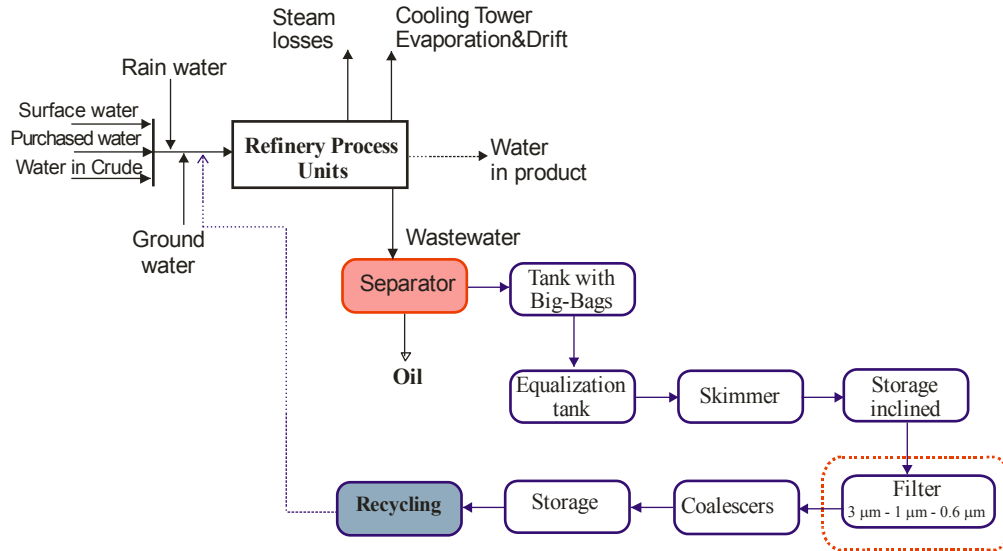 Steam
losses
Cooling Tower
Evaporation&Drift
Rain water
Surface water
Purchased water
Water in Crude
Refinery Process
Units
Water
in product
Ground
water
Wastewater
Separator
Tank with
Big-Bags
Oil
Equalization
tank
Skimmer
Storage
inclined
Recycling
Storage
Coalescers
Filter
3 μm - 1 μm - 0.6 μm